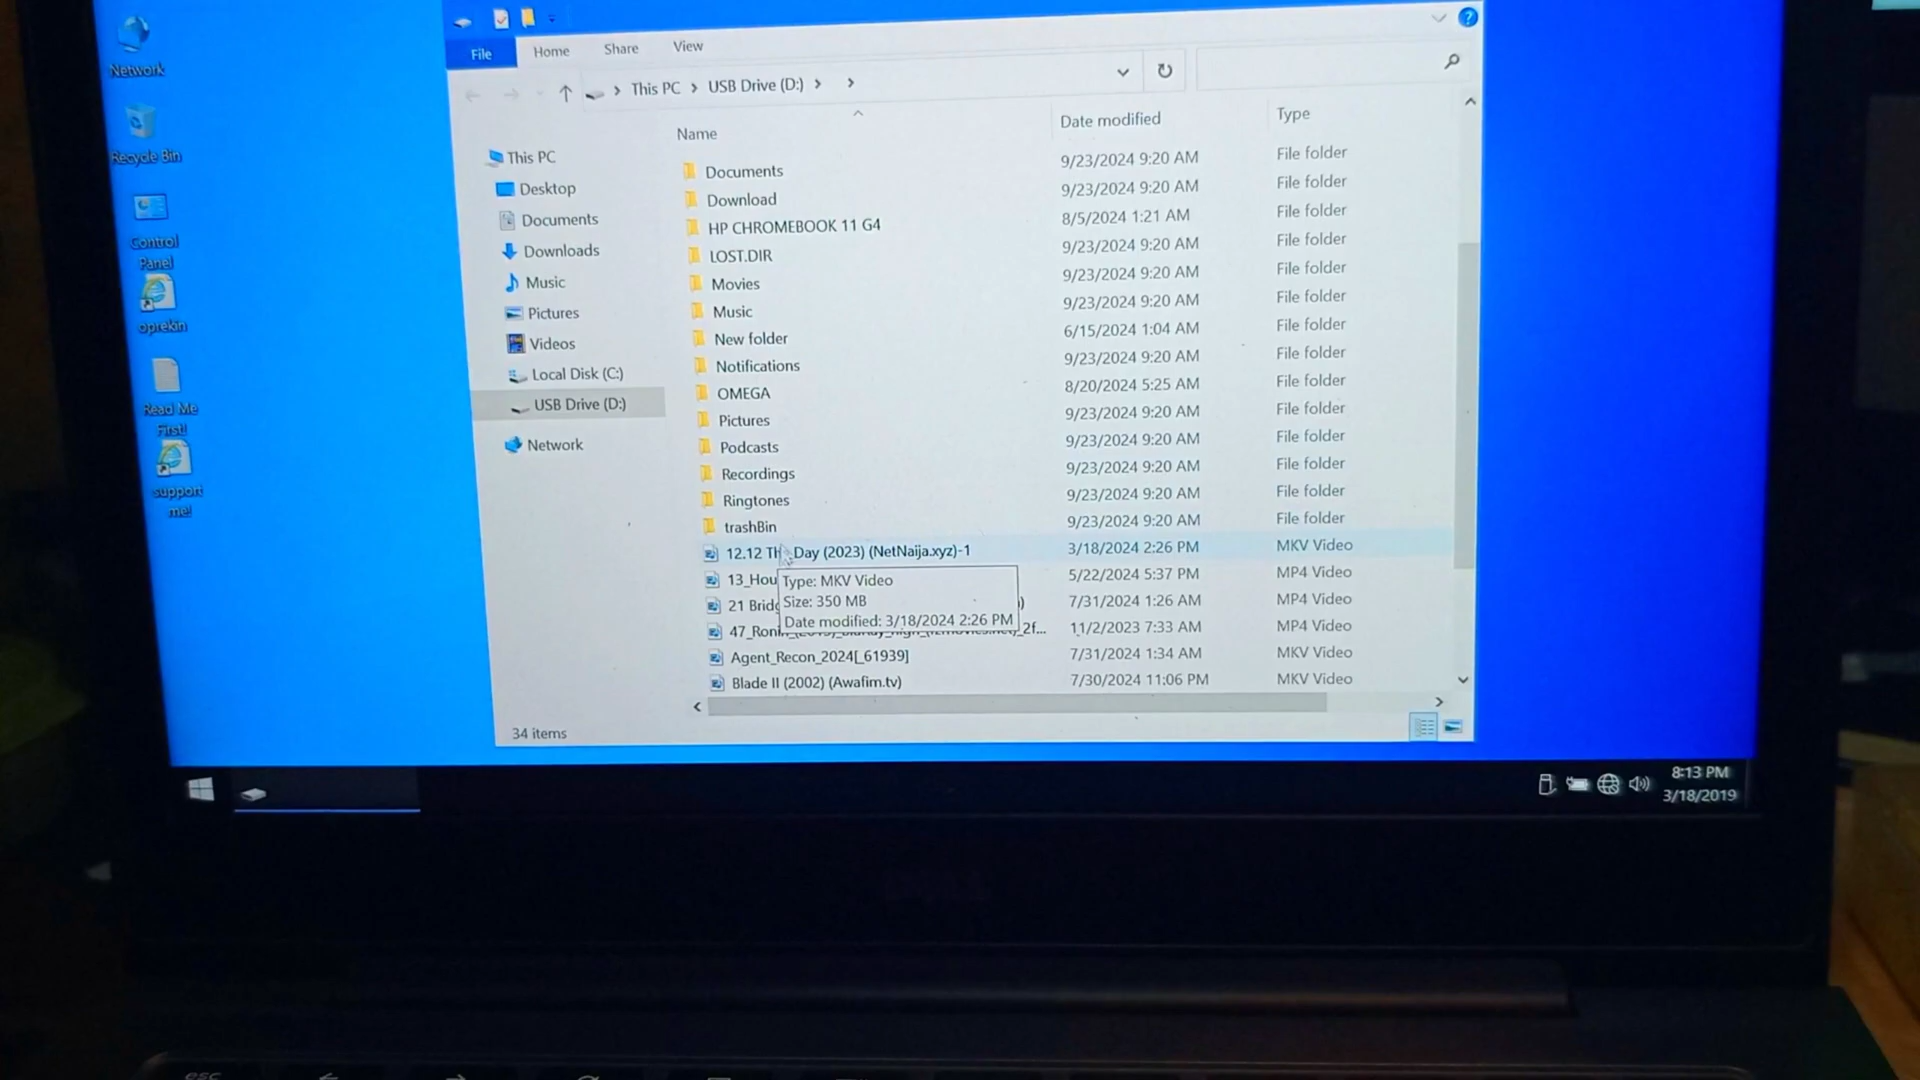 Network
Recycle Bin
Control
Panel
oprekin
Read Me
First!
support
me!
File Home Share View
This PC > USB Drive (D:) > >
Name Date modified Type
This PC
Desktop
Documents
Downloads
Music
Pictures
Videos
Local Disk (C:)
USB Drive (D:)
Network
Documents 9/23/2024 9:20 AM File folder
Download 9/23/2024 9:20 AM File folder
HP CHROMEBOOK 11 G4 8/5/2024 1:21 AM File folder
LOST.DIR 9/23/2024 9:20 AM File folder
Movies 9/23/2024 9:20 AM File folder
Music 9/23/2024 9:20 AM File folder
New folder 6/15/2024 1:04 AM File folder
Notifications 9/23/2024 9:20 AM File folder
OMEGA 8/20/2024 5:25 AM File folder
Pictures 9/23/2024 9:20 AM File folder
Podcasts 9/23/2024 9:20 AM File folder
Recordings 9/23/2024 9:20 AM File folder
Ringtones 9/23/2024 9:20 AM File folder
trashBin 9/23/2024 9:20 AM File folder
12.12 Th Day (2023) (NetNaija.xyz)-1 3/18/2024 2:26 PM MKV Video
13_Hou 5/22/2024 5:37 PM MP4 Video
21 Bridg 7/31/2024 1:26 AM MP4 Video
47_Ronin 2f... 11/2/2023 7:33 AM MP4 Video
Agent_Recon_2024[_61939] 7/31/2024 1:34 AM MKV Video
Blade II (2002) (Awafim.tv) 7/30/2024 11:06 PM MKV Video
Type: MKV Video
Size: 350 MB
Date modified: 3/18/2024 2:26 PM
34 items
8:13 PM
3/18/2019
esc